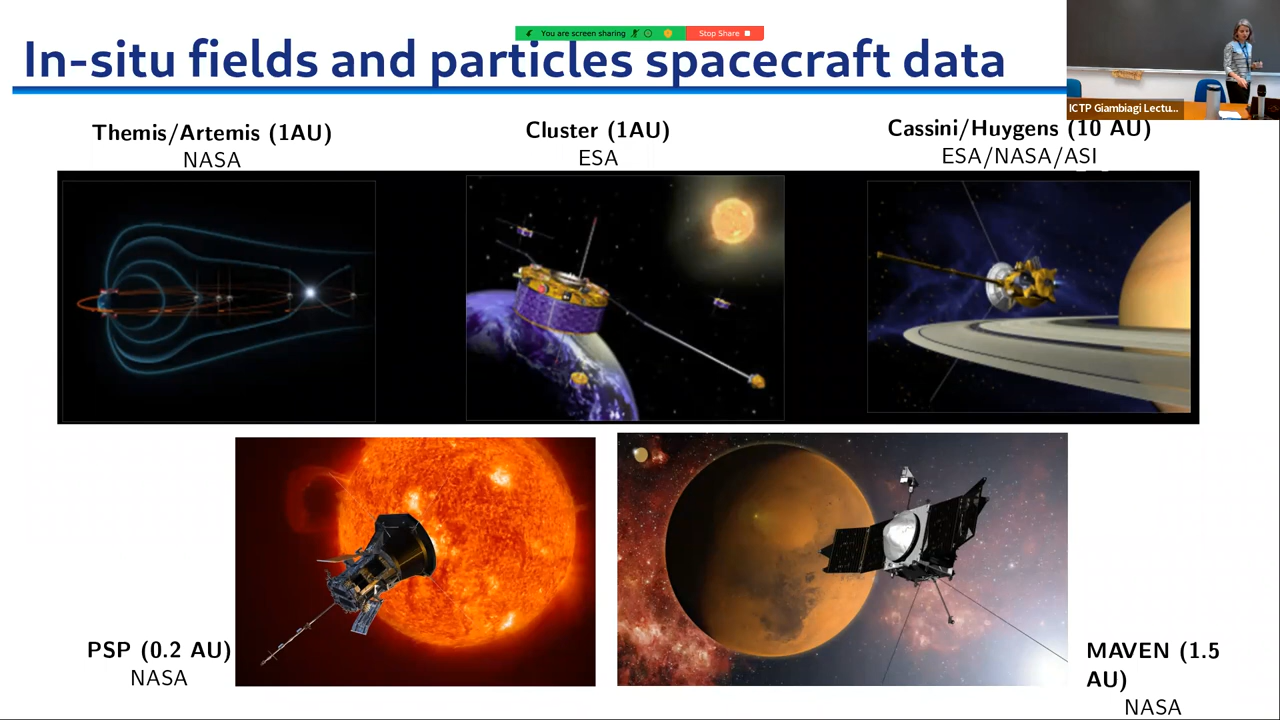 You are screen sharing
Stop Share
In-situ fields and particles spacecraft data
ICTP Giambiagi Lectu...
Themis/Artemis (1AU)
NASA
Cluster (1AU)
ESA
Cassini/Huygens (10 AU)
ESA/NASA/ASI
PSP (0.2 AU)
NASA
MAVEN (1.5
AU)
NASA